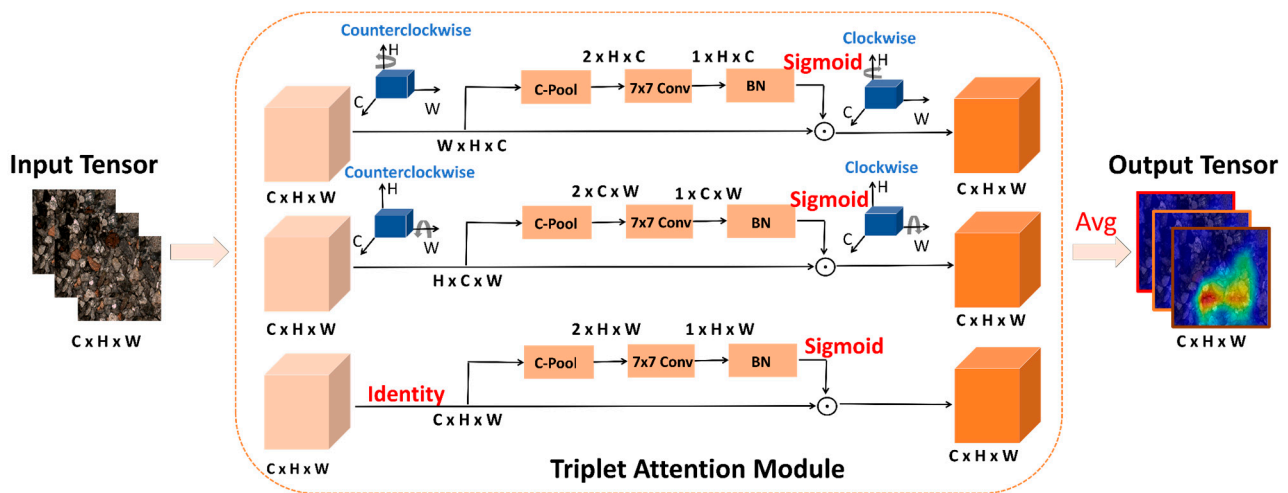 Input Tensor
C x H x W
Counterclockwise
H
C
W
C x H x W
W x H x C
C-Pool
2 x H x C
7x7 Conv
1 x H x C
BN
Sigmoid
Clockwise
H
C
W
C x H x W
Counterclockwise
H
C
W
C x H x W
H x C x W
C-Pool
2 x C x W
7x7 Conv
1 x C x W
BN
Sigmoid
Clockwise
H
C
W
C x H x W
Identity
C x H x W
C x H x W
C-Pool
2 x H x W
7x7 Conv
1 x H x W
BN
Sigmoid
C x H x W
Triplet Attention Module
Avg
Output Tensor
C x H x W